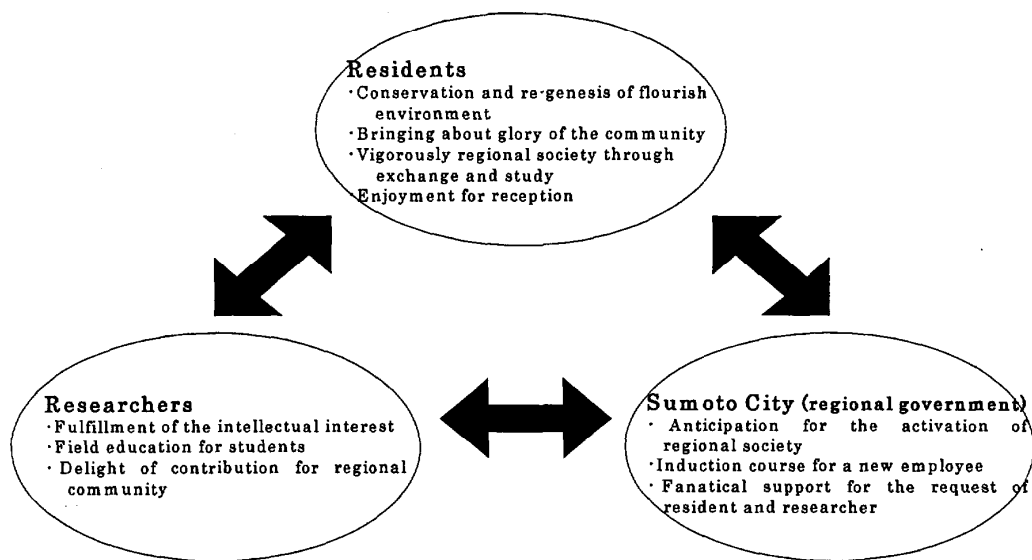 Residents
·Conservation and re-genesis of flourish
environment
·Bringing about glory of the community
·Vigorously regional society through
exchange and study
·Enjoyment for reception
Researchers
·Fulfillment of the intellectual interest
·Field education for students
· Delight of contribution for regional
community
Sumoto City (regional government)
· Anticipation for the activation of
regional society
·Induction course for a new employee
·Fanatical support for the request of
resident and researcher